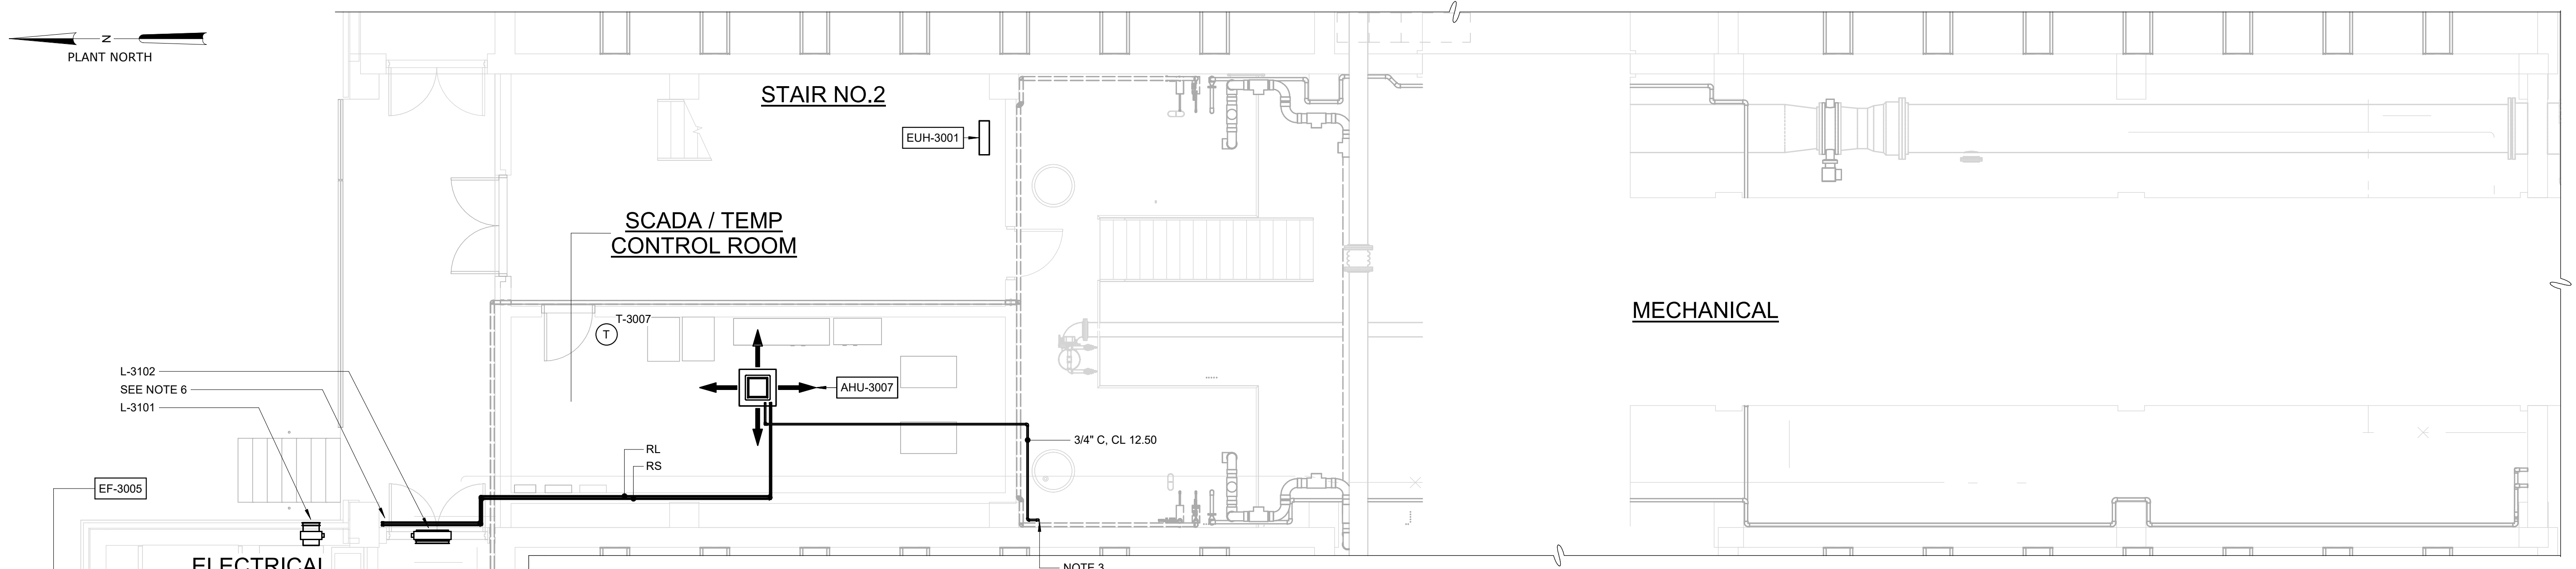 N
PLANT NORTH
STAIR NO.2
EUH-3001
SCADA / TEMP
CONTROL ROOM
T-3007
T
MECHANICAL
L-3102
SEE NOTE 6
L-3101
AHU-3007
3/4" C, CL 12.50
RL
RS
EF-3005
ELECTRICAL
NOTE 3